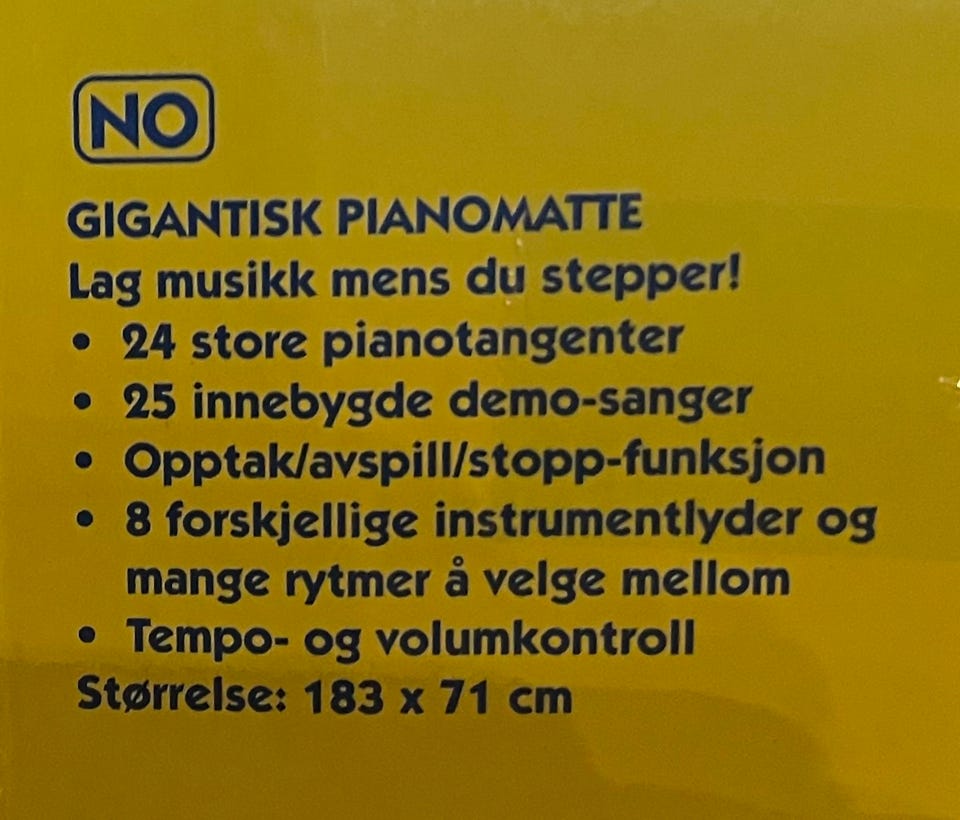 NO
GIGANTISK PIANOMATTE
Lag musikk mens du stepper!
• 24 store pianotangenter
• 25 innebygde demo-sanger
• Opptak/avspill/stopp-funksjon
• 8 forskjellige instrumentlyder og
mange rytmer å velge mellom
• Tempo- og volumkontroll
Størrelse: 183 x 71 cm